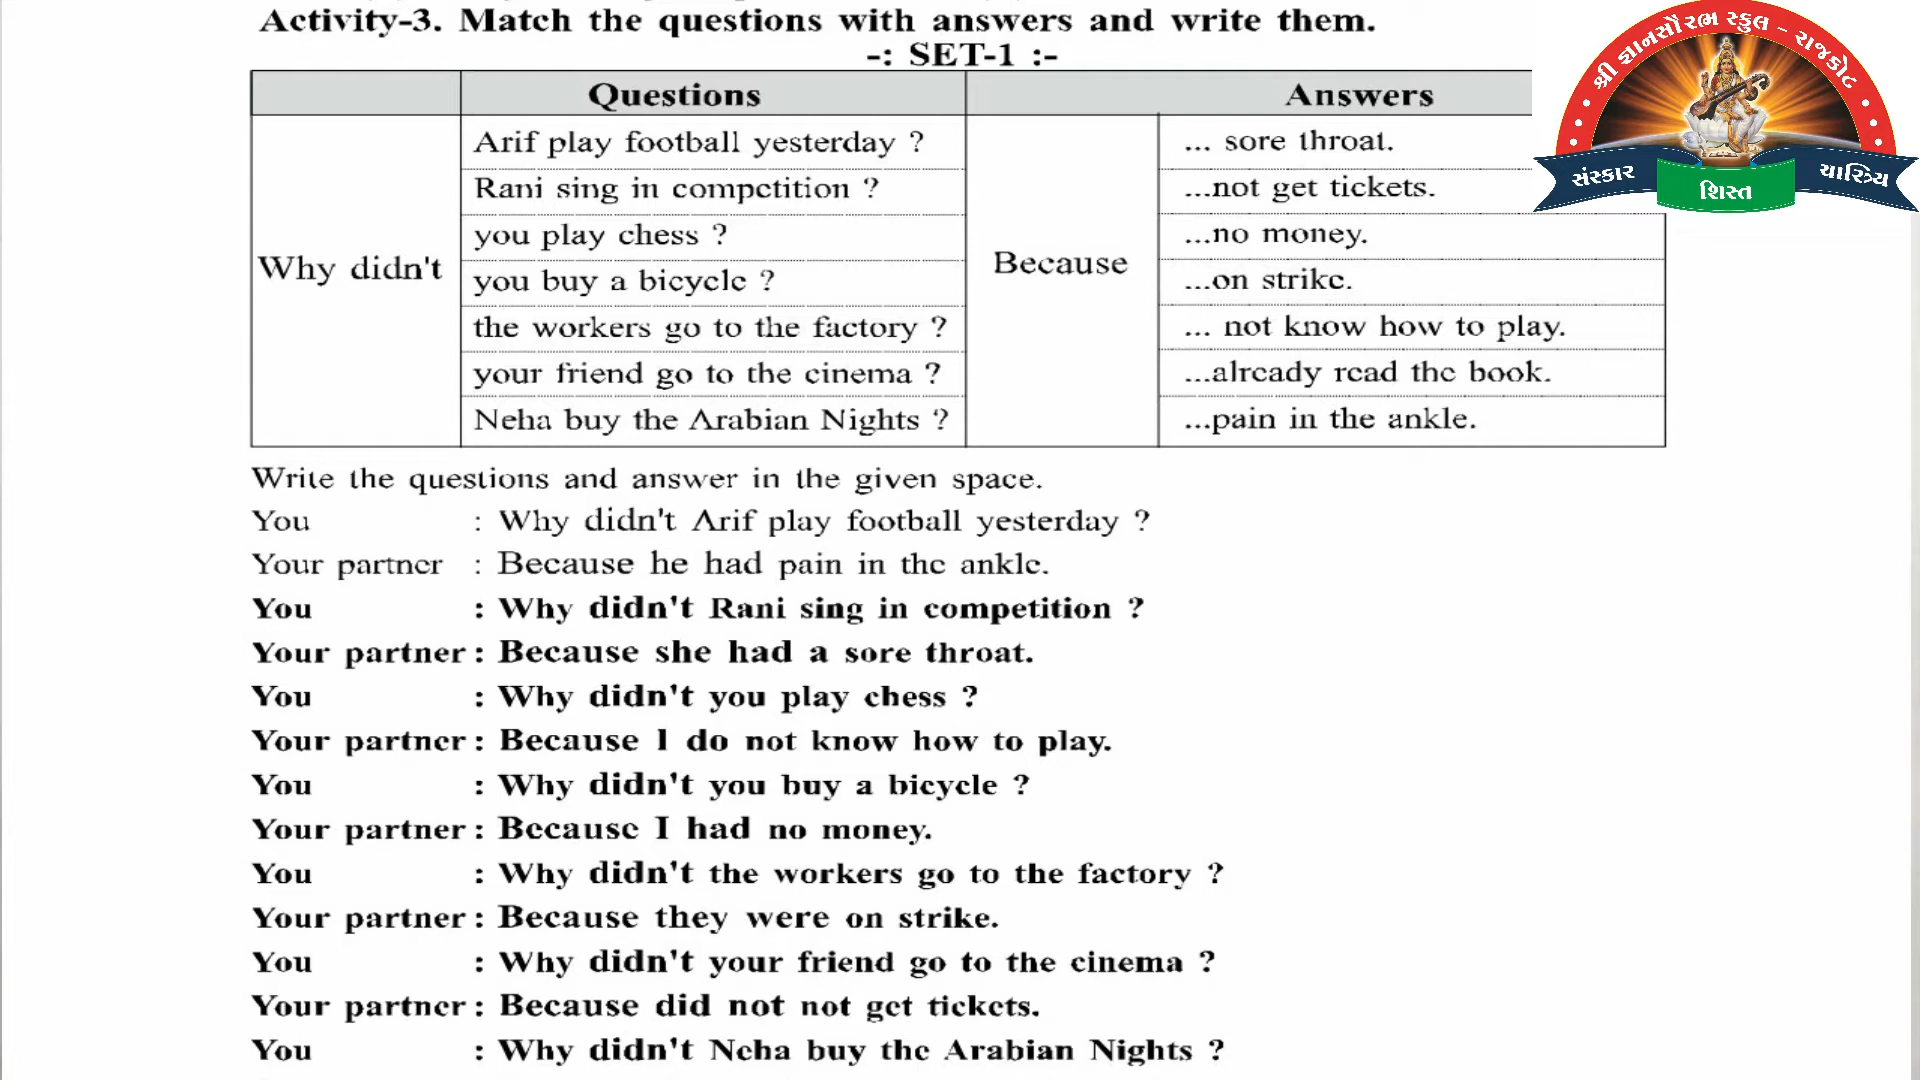 Activity-3. Match the questions with answers and write them.
-: SET-1 :-
Questions Answers
Why didn't
Arif play football yesterday ?
Rani sing in competition ?
you play chess ?
you buy a bicycle ?
the workers go to the factory ?
your friend go to the cinema ?
Neha buy the Arabian Nights ?
Because
... sore throat.
...not get tickets.
...no money.
...on strike.
... not know how to play.
...already read the book.
...pain in the ankle.
Write the questions and answer in the given space.
You : Why didn't Arif play football yesterday ?
Your partner : Because he had pain in the ankle.
You : Why didn't Rani sing in competition ?
Your partner : Because she had a sore throat.
You : Why didn't you play chess ?
Your partner : Because I do not know how to play.
You : Why didn't you buy a bicycle ?
Your partner : Because I had no money.
You : Why didn't the workers go to the factory ?
Your partner : Because they were on strike.
You : Why didn't your friend go to the cinema ?
Your partner : Because did not not get tickets.
You : Why didn't Neha buy the Arabian Nights ?
શ્રી જ્ઞાનસૌરભ સ્કુલ - રાજકોટ
સંસ્કાર
શિસ્ત
ચારિત્ર્ય